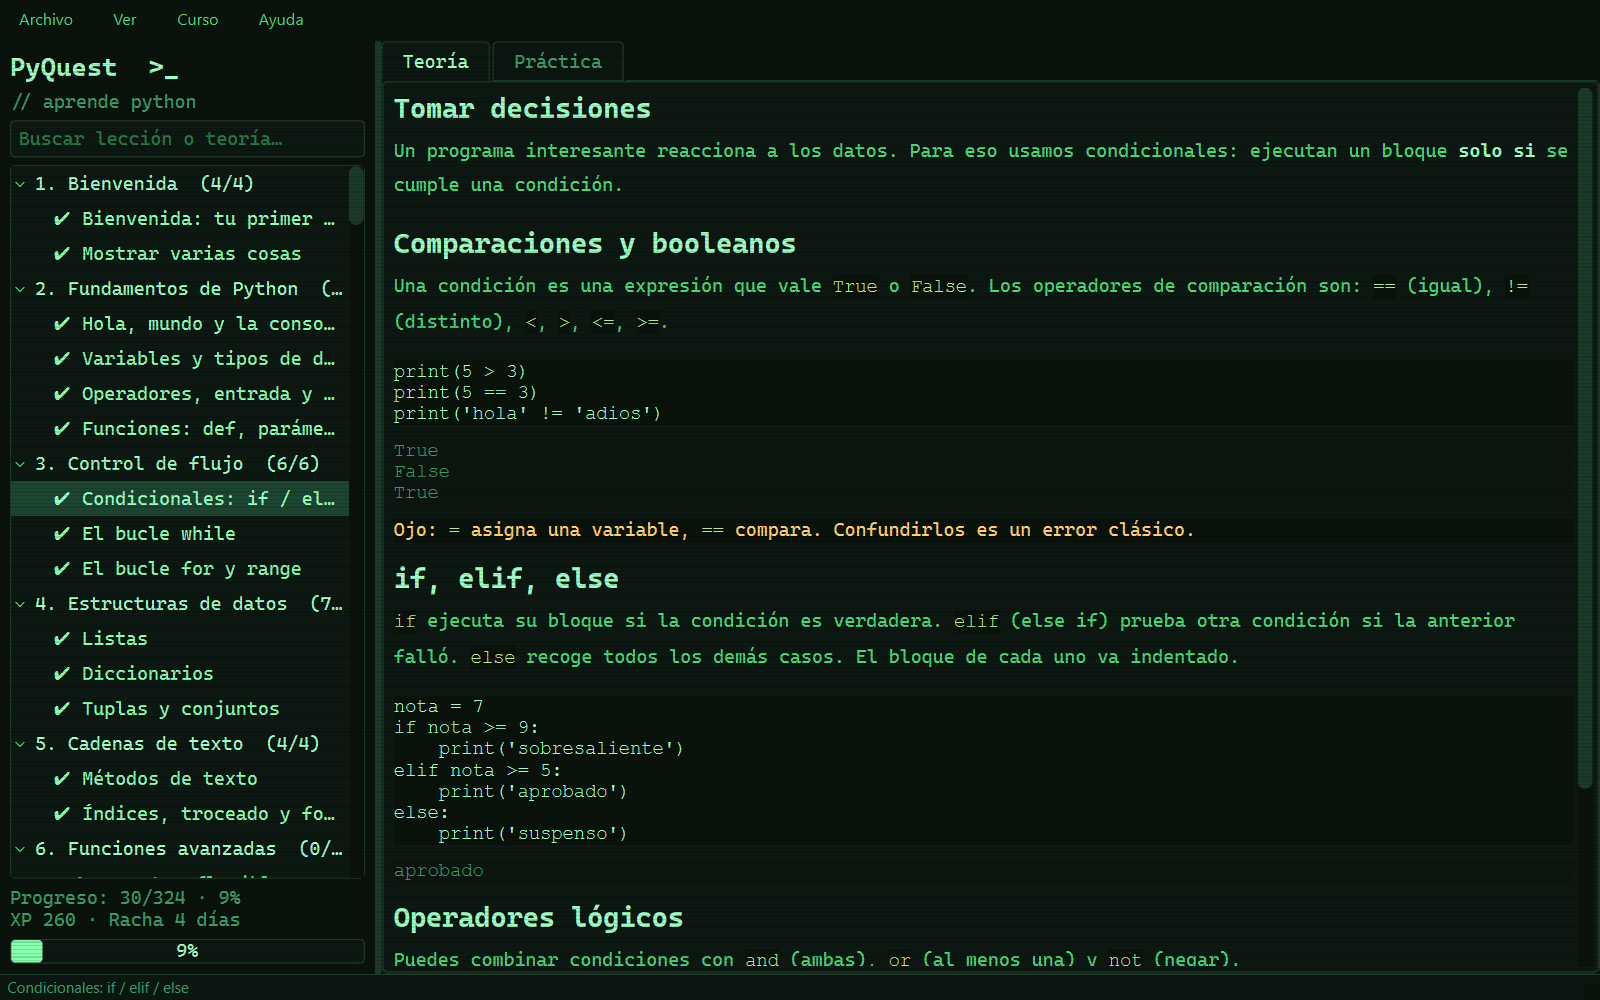 Archivo Ver Curso Ayuda
PyQuest >_
// aprende python
Buscar lección o teoría…
1. Bienvenida (4/4)
✔ Bienvenida: tu primer …
✔ Mostrar varias cosas
2. Fundamentos de Python (…
✔ Hola, mundo y la conso…
✔ Variables y tipos de d…
✔ Operadores, entrada y …
✔ Funciones: def, paráme…
3. Control de flujo (6/6)
✔ Condicionales: if / el…
✔ El bucle while
✔ El bucle for y range
4. Estructuras de datos (7…
✔ Listas
✔ Diccionarios
✔ Tuplas y conjuntos
5. Cadenas de texto (4/4)
✔ Métodos de texto
✔ Índices, troceado y fo…
6. Funciones avanzadas (0/…
Progreso: 30/324 · 9%
XP 260 · Racha 4 días
9%
Teoría Práctica
Tomar decisiones
Un programa interesante reacciona a los datos. Para eso usamos condicionales: ejecutan un bloque solo si se
cumple una condición.
Comparaciones y booleanos
Una condición es una expresión que vale True o False. Los operadores de comparación son: == (igual), !=
(distinto), <, >, <=, >=.
print(5 > 3)
print(5 == 3)
print('hola' != 'adios')
True
False
True
Ojo: = asigna una variable, == compara. Confundirlos es un error clásico.
if, elif, else
if ejecuta su bloque si la condición es verdadera. elif (else if) prueba otra condición si la anterior
falló. else recoge todos los demás casos. El bloque de cada uno va indentado.
nota = 7
if nota >= 9:
    print('sobresaliente')
elif nota >= 5:
    print('aprobado')
else:
    print('suspenso')
aprobado
Operadores lógicos
Puedes combinar condiciones con and (ambas), or (al menos una) y not (negar).
Condicionales: if / elif / else